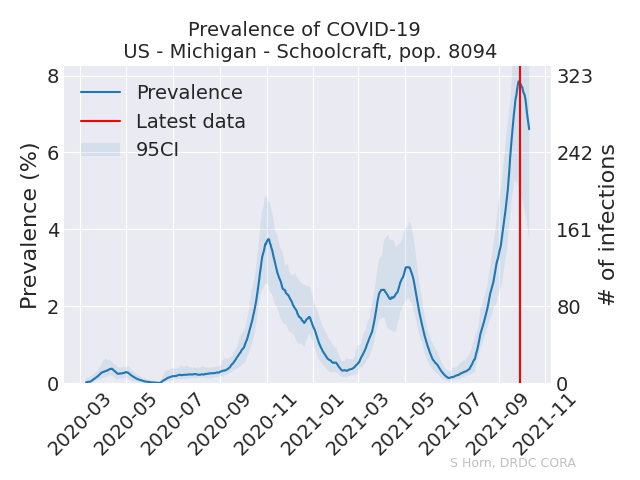 Prevalence of COVID-19
US - Michigan - Schoolcraft, pop. 8094
Prevalence (%)
8
6
4
2
0
Prevalence
Latest data
95CI
323
242
161
80
0
# of infections
2020-03
2020-05
2020-07
2020-09
2020-11
2021-01
2021-03
2021-05
2021-07
2021-09
2021-11
S Horn, DRDC CORA